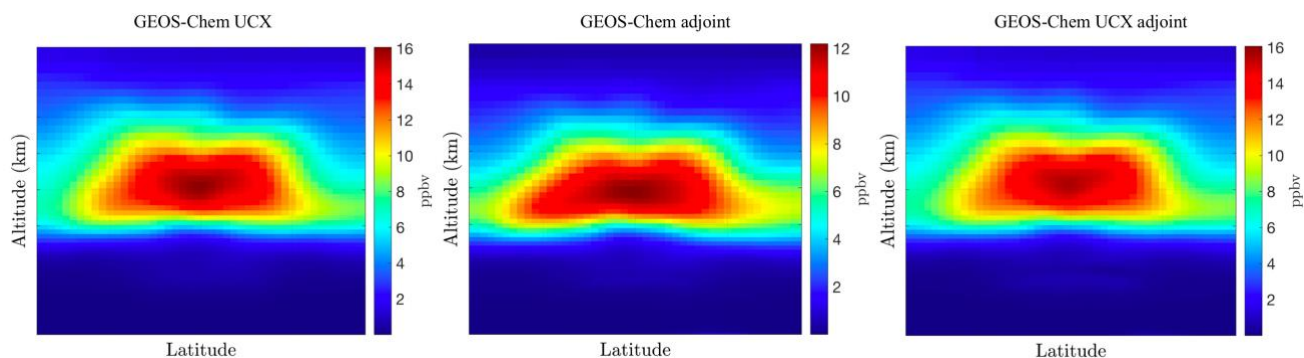 GEOS-Chem UCX
GEOS-Chem adjoint
GEOS-Chem UCX adjoint
Altitude (km)
16
14
12
10
8
6
4
2
ppbv
Latitude
Altitude (km)
12
10
8
6
4
2
ppbv
Latitude
Altitude (km)
16
14
12
10
8
6
4
2
ppbv
Latitude